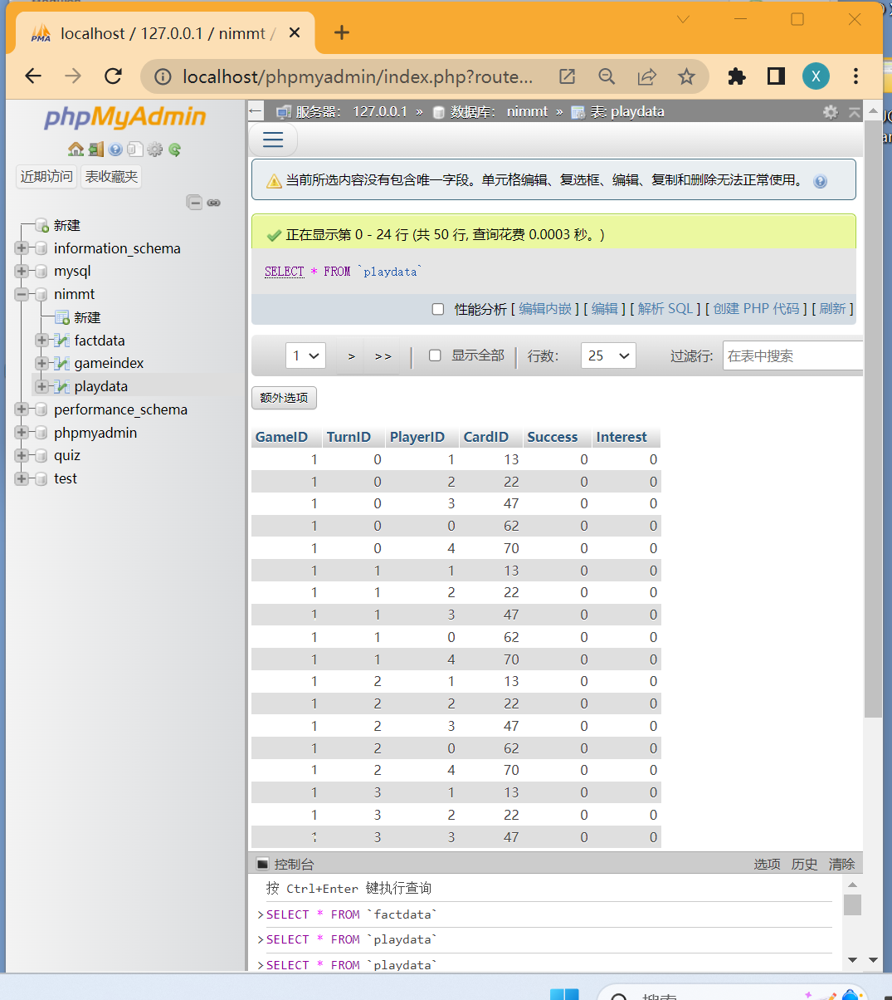 localhost / 127.0.0.1 / nimmt /
localhost/phpmyadmin/index.php?route...
X
phpMyAdmin
近期访问 表收藏夹
新建
information_schema
mysql
nimmt
新建
factdata
gameindex
playdata
performance_schema
phpmyadmin
quiz
test
服务器: 127.0.0.1 » 数据库: nimmt » 表: playdata
当前所选内容没有包含唯一字段。单元格编辑、复选框、编辑、复制和删除无法正常使用。
正在显示第 0 - 24 行 (共 50 行, 查询花费 0.0003 秒。)
SELECT * FROM `playdata`
性能分析 [ 编辑内嵌 ] [ 编辑 ] [ 解析 SQL ] [ 创建 PHP 代码 ] [ 刷新 ]
1 > >> | 显示全部 | 行数: 25 过滤行: 在表中搜索
额外选项
GameID TurnID PlayerID CardID Success Interest
1 0 1 13 0 0
1 0 2 22 0 0
1 0 3 47 0 0
1 0 0 62 0 0
1 0 4 70 0 0
1 1 1 13 0 0
1 1 2 22 0 0
1 1 3 47 0 0
1 1 0 62 0 0
1 1 4 70 0 0
1 2 1 13 0 0
1 2 2 22 0 0
1 2 3 47 0 0
1 2 0 62 0 0
1 2 4 70 0 0
1 3 1 13 0 0
1 3 2 22 0 0
1 3 3 47 0 0
控制台 选项 历史 清除
按 Ctrl+Enter 键执行查询
>SELECT * FROM `factdata`
>SELECT * FROM `playdata`
>SELECT * FROM `playdata`
搜索